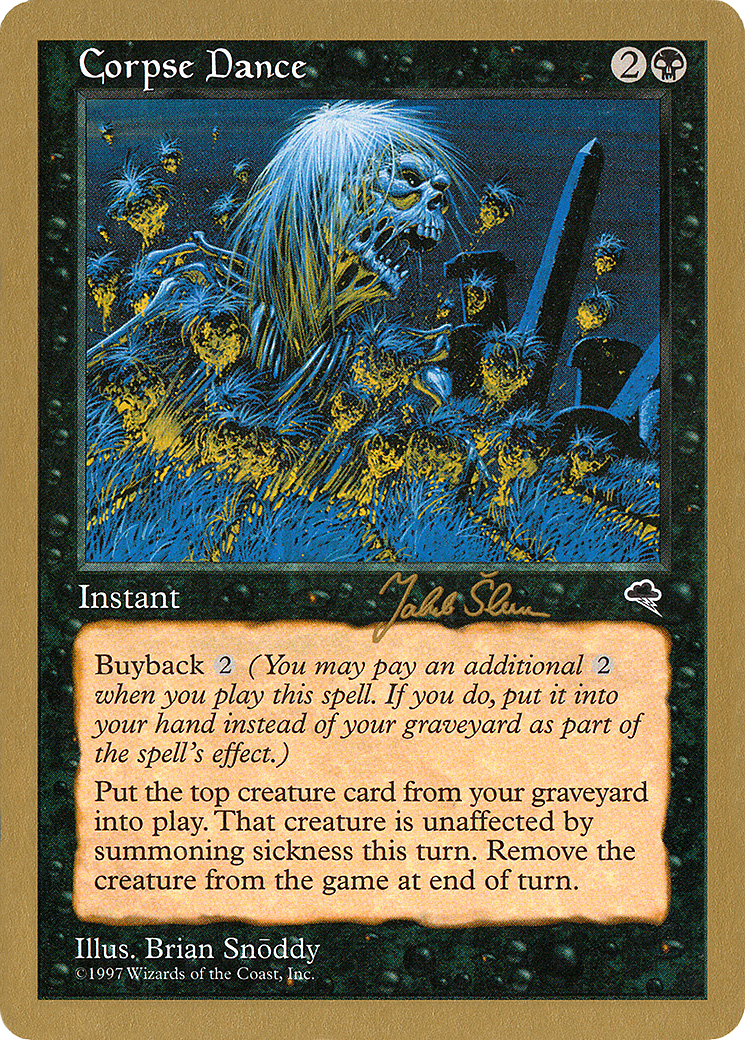 Corpse Dance 2
Instant
Jakub Šlemr
Buyback 2 (You may pay an additional 2
when you play this spell. If you do, put it into
your hand instead of your graveyard as part of
the spell's effect.)
Put the top creature card from your graveyard
into play. That creature is unaffected by
summoning sickness this turn. Remove the
creature from the game at end of turn.
Illus. Brian Snōddy
©1997 Wizards of the Coast, Inc.